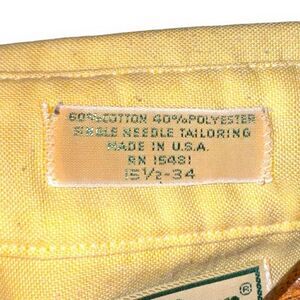 60% COTTON 40% POLYESTER
SINGLE NEEDLE TAILORING
MADE IN U.S.A.
RN 15481
15 1/2-34
®